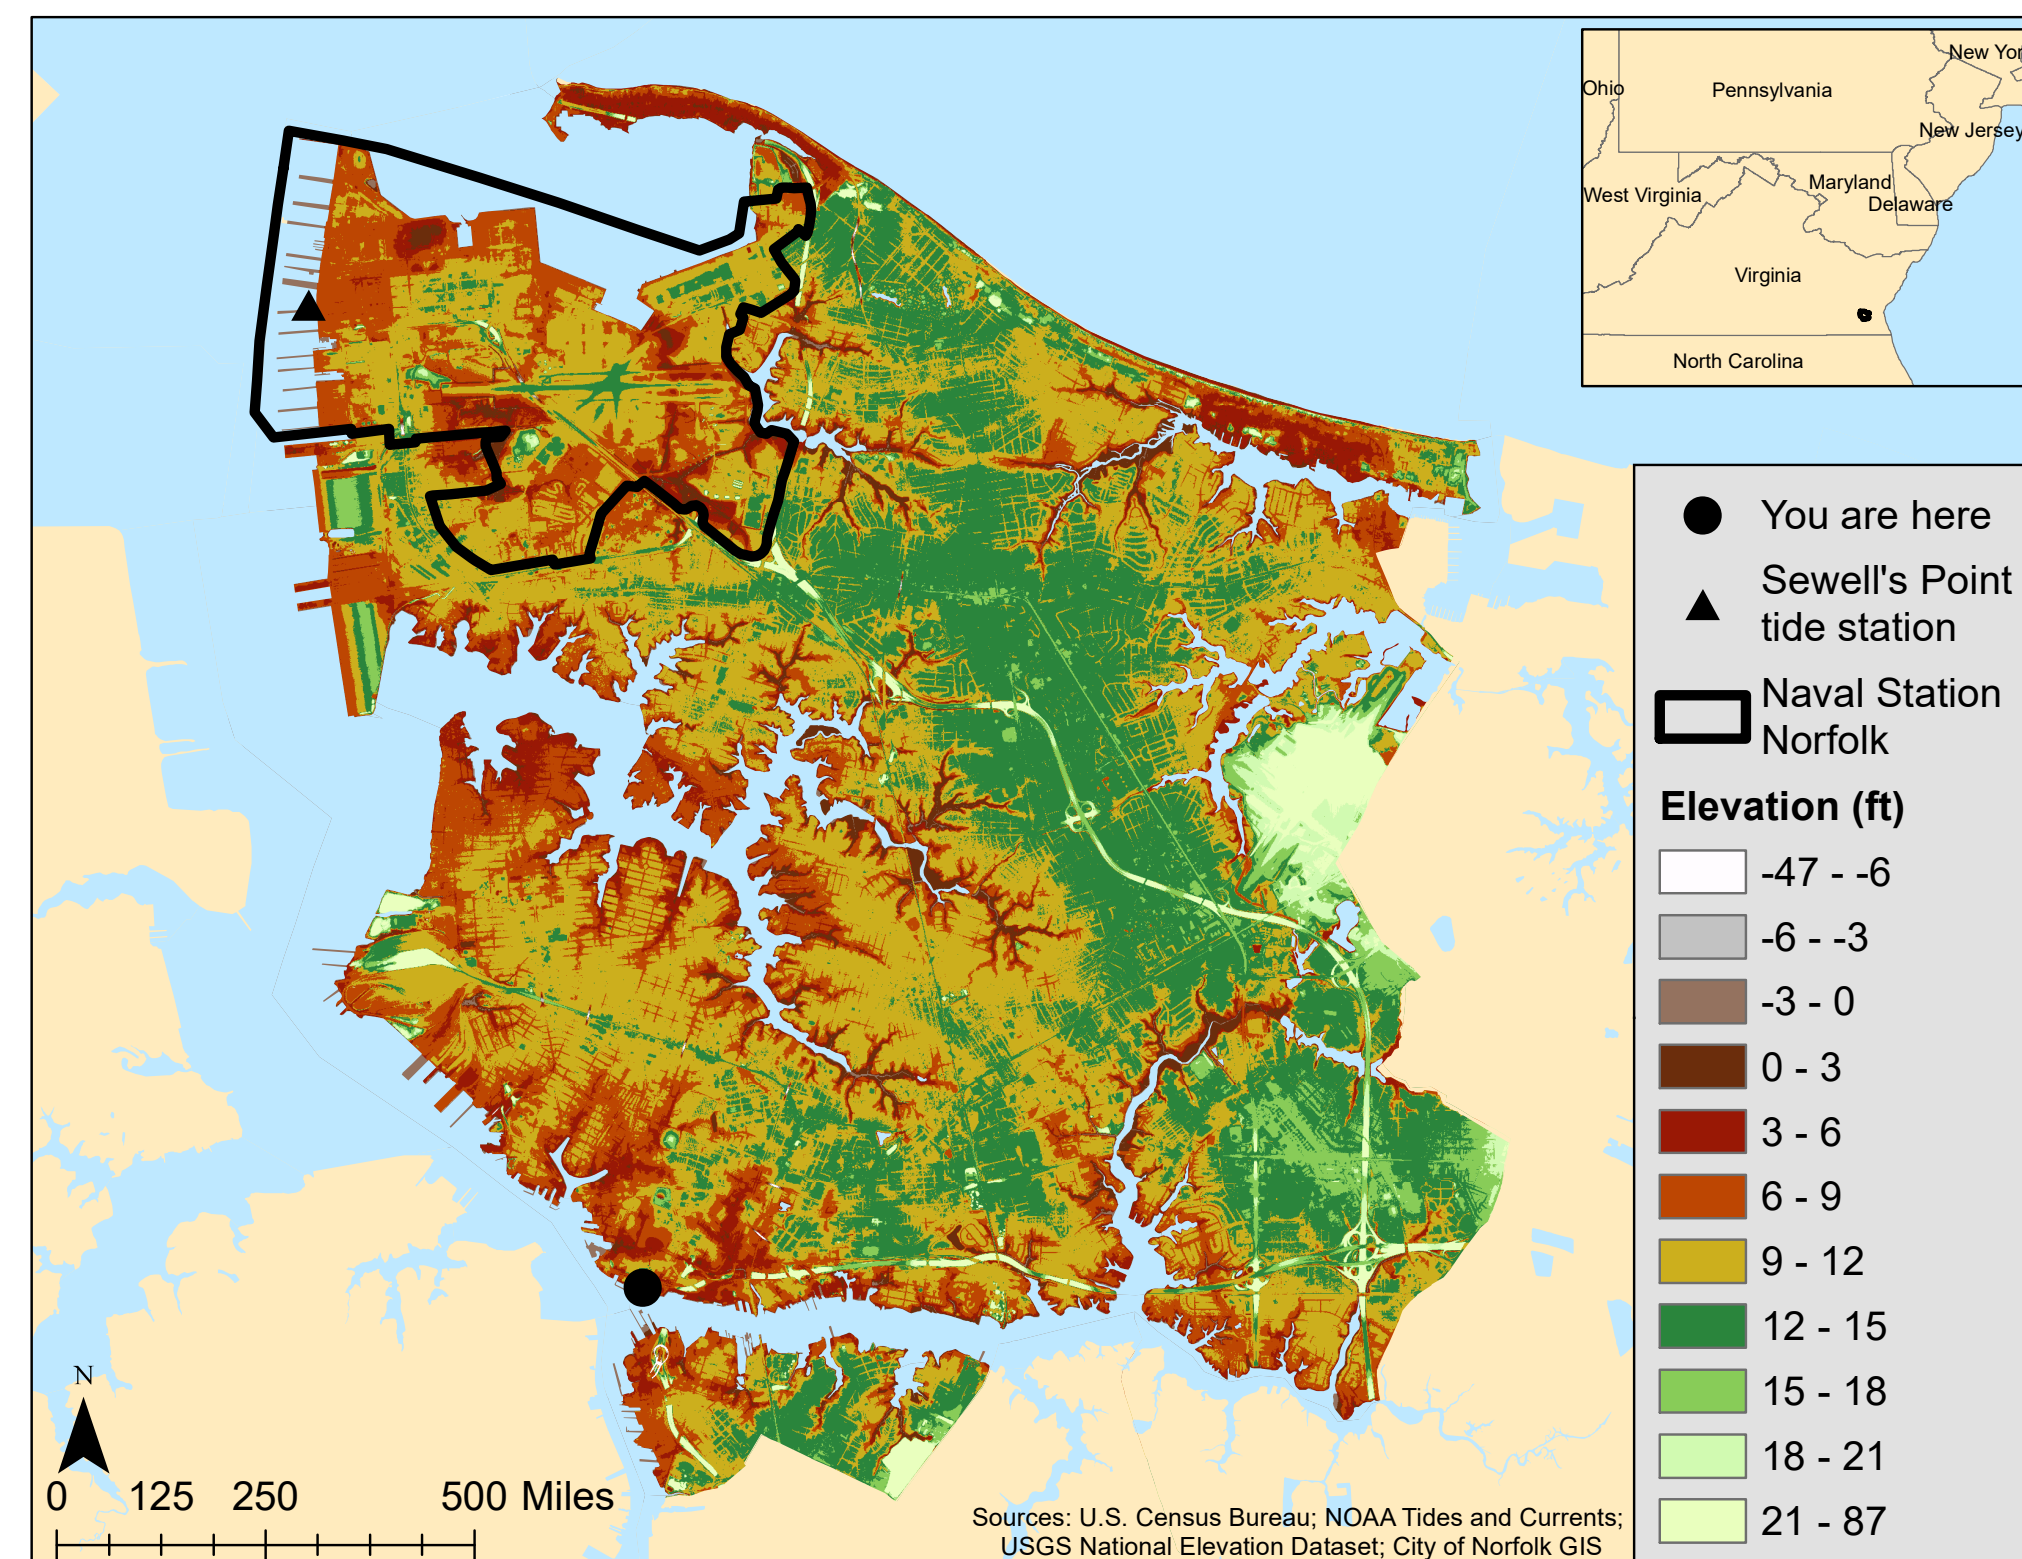 New Yor
Pennsylvania
Ohio
New Jersey
Maryland
West Virginia
Delaware
Virginia
North Carolina
You are here
Sewell's Point
tide station
Naval Station
Norfolk
Elevation (ft)
-47 - -6
-6 - -3
-3 - 0
0 - 3
3 - 6
6 - 9
9 - 12
12 - 15
15 - 18
18 - 21
21 - 87
N
0 125 250 500 Miles
Sources: U.S. Census Bureau; NOAA Tides and Currents;
USGS National Elevation Dataset; City of Norfolk GIS